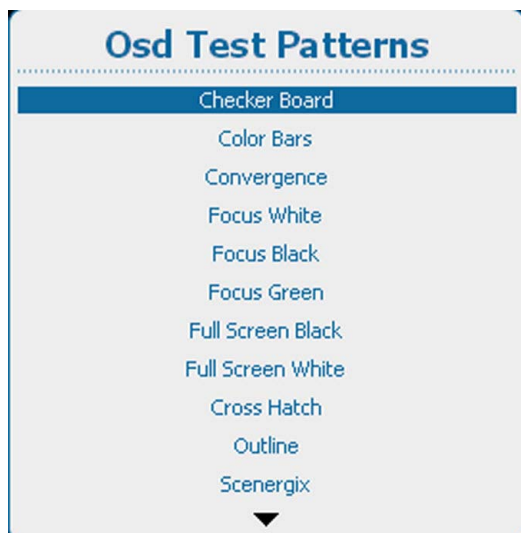 Osd Test Patterns
Checker Board
Color Bars
Convergence
Focus White
Focus Black
Focus Green
Full Screen Black
Full Screen White
Cross Hatch
Outline
Scenergix